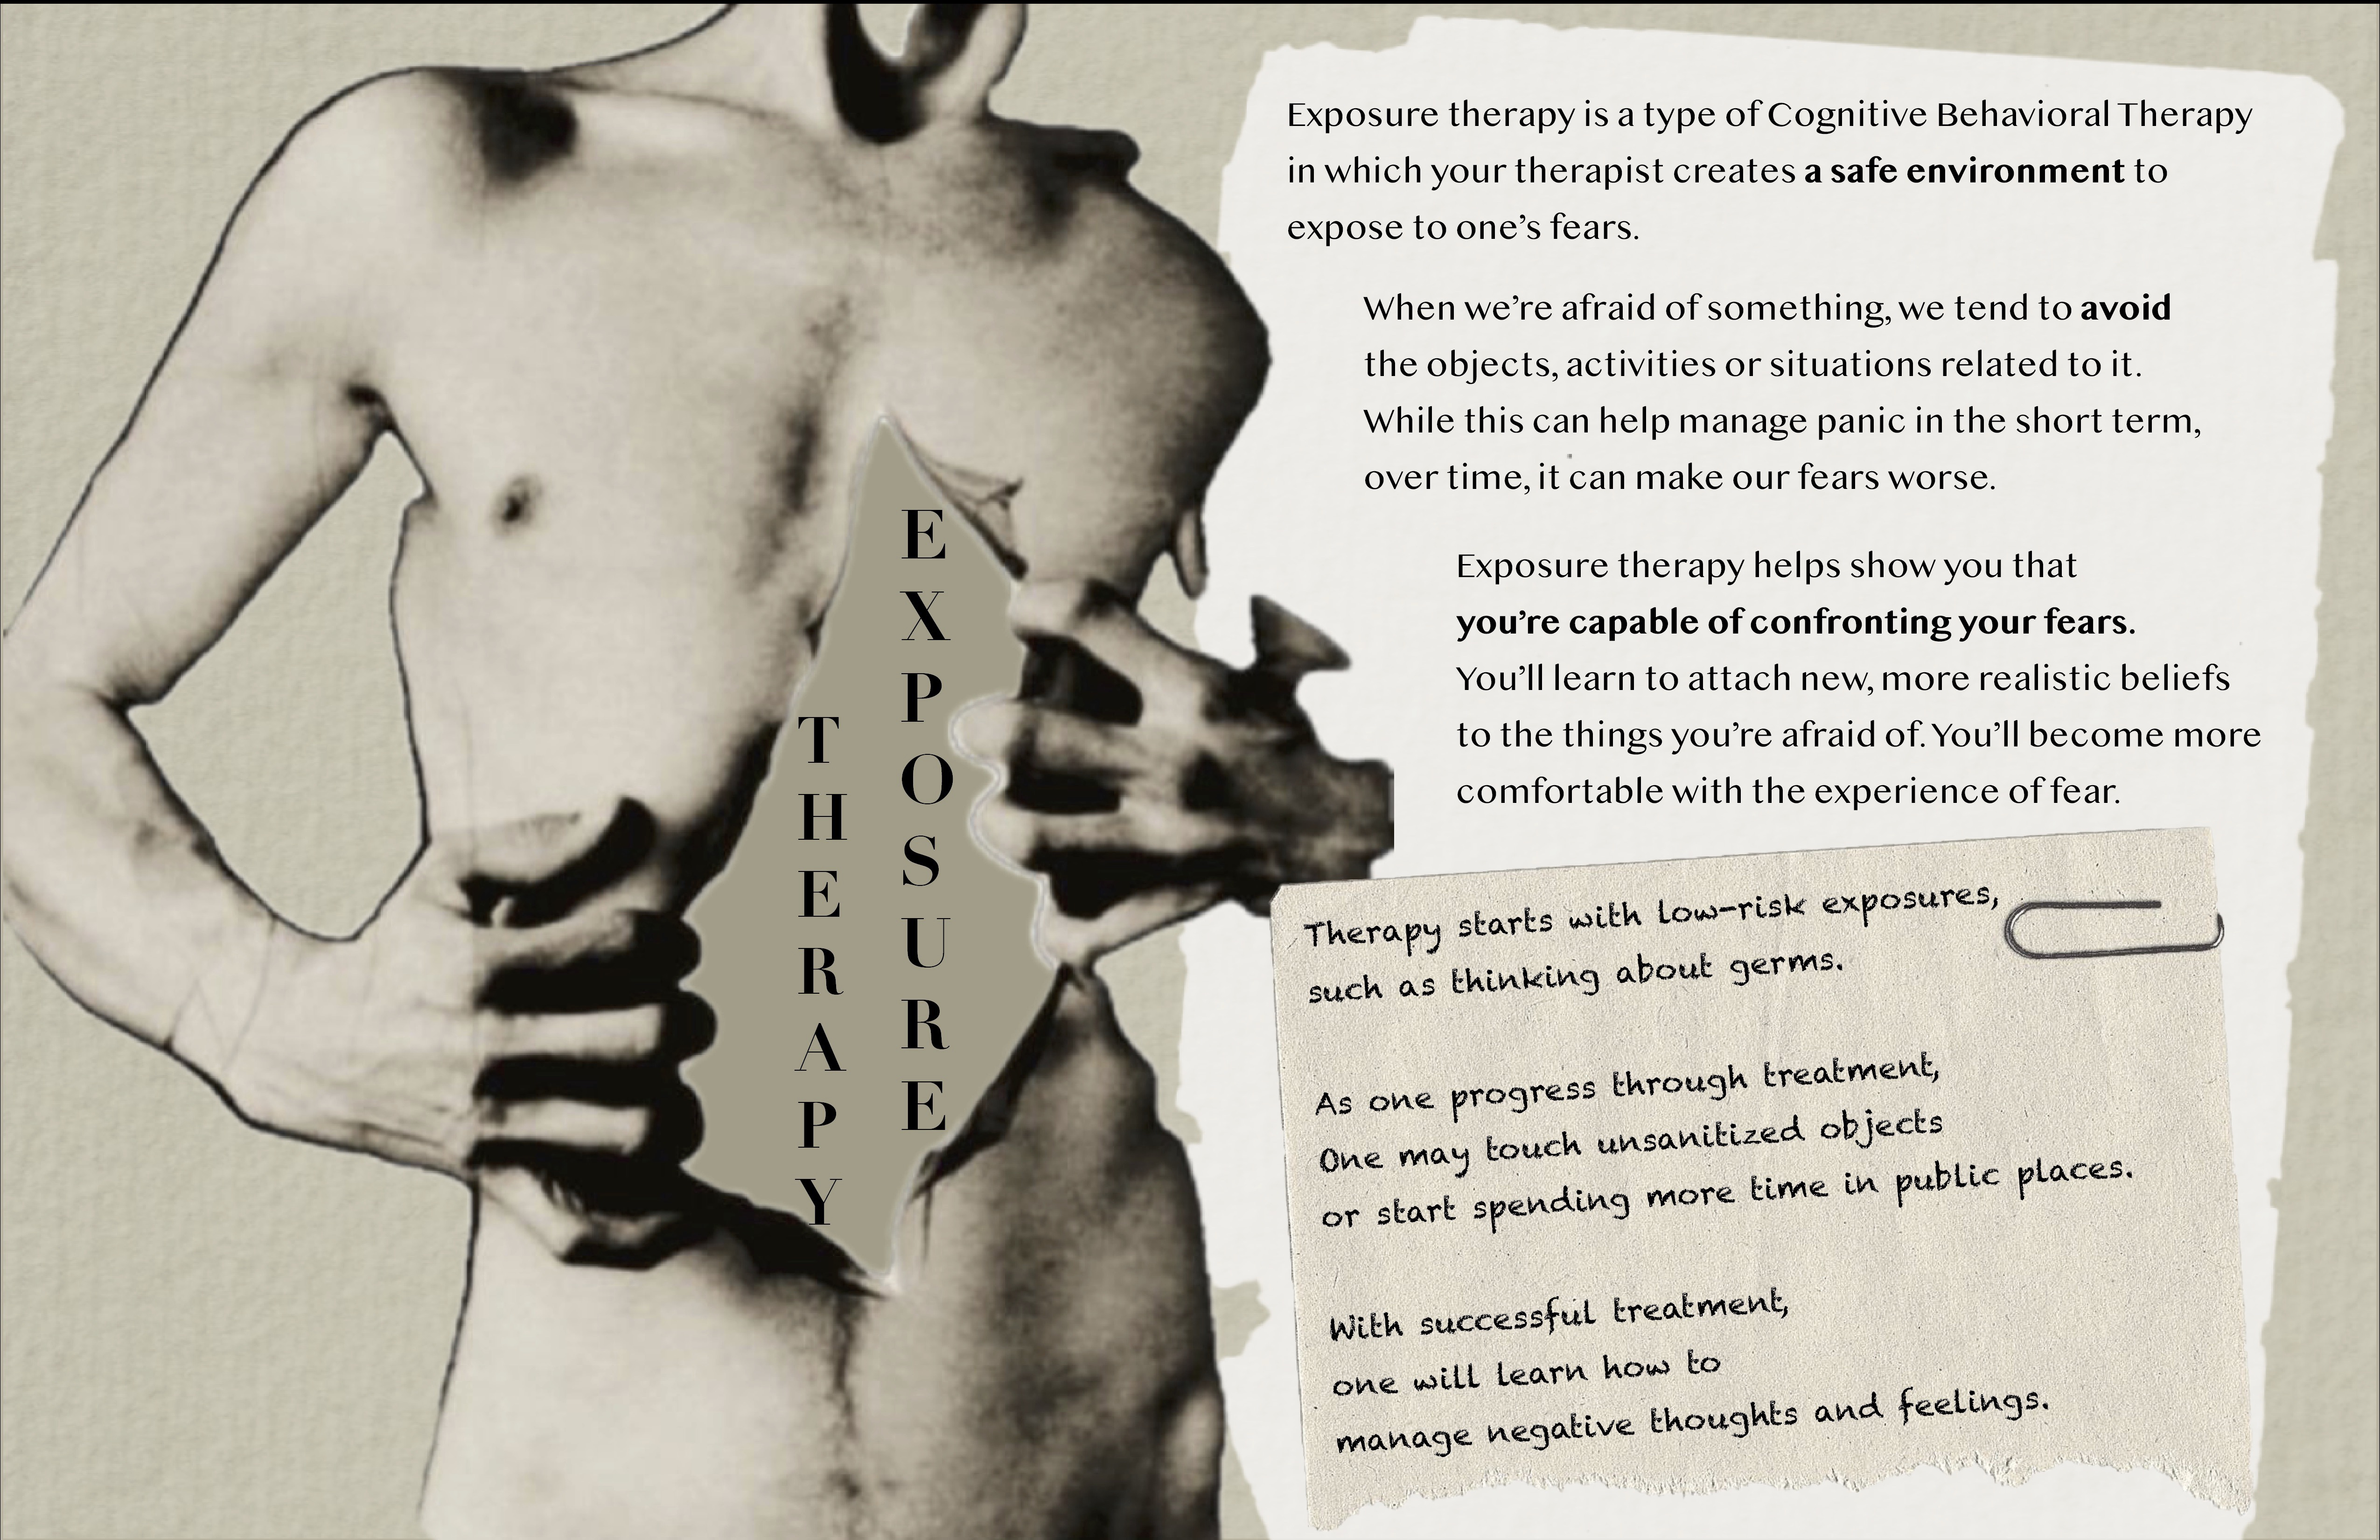 EXPOSURE
THERAPY
Exposure therapy is a type of Cognitive Behavioral Therapy
in which your therapist creates a safe environment to
expose to one’s fears.
When we’re afraid of something, we tend to avoid
the objects, activities or situations related to it.
While this can help manage panic in the short term,
over time, it can make our fears worse.
Exposure therapy helps show you that
you’re capable of confronting your fears.
You’ll learn to attach new, more realistic beliefs
to the things you’re afraid of. You’ll become more
comfortable with the experience of fear.
Therapy starts with low-risk exposures,
such as thinking about germs.
As one progress through treatment,
One may touch unsanitized objects
or start spending more time in public places.
With successful treatment,
one will learn how to
manage negative thoughts and feelings.